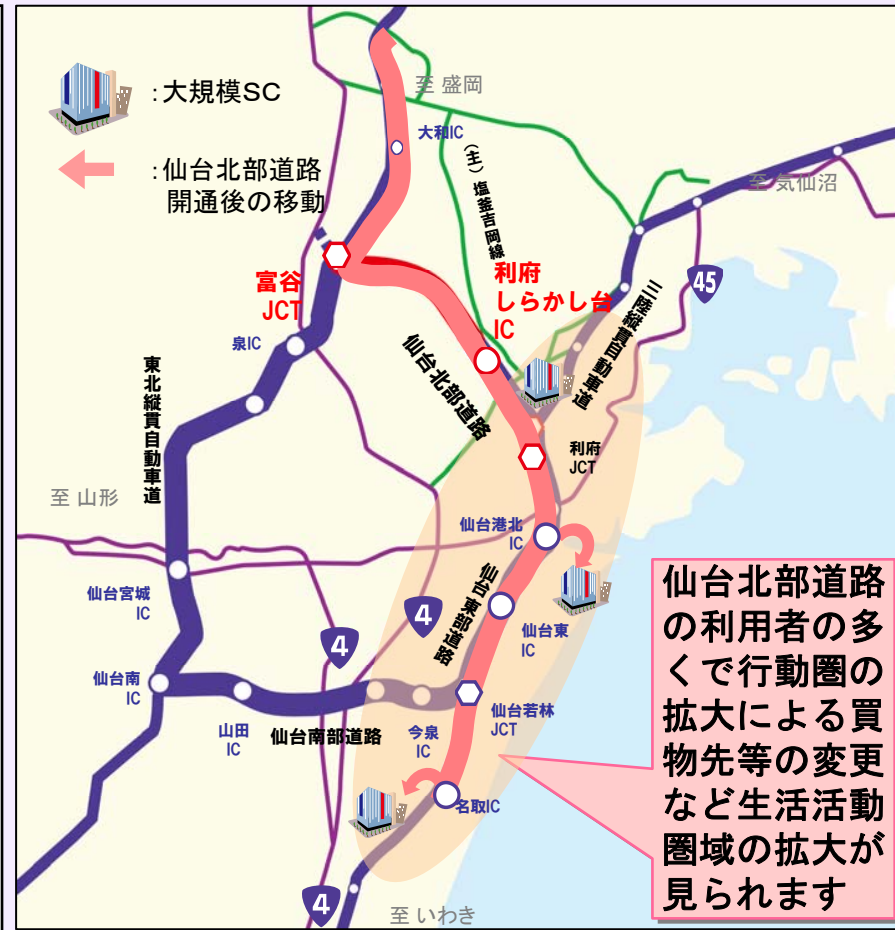 :大規模SC
:仙台北部道路
開通後の移動
至 盛岡
大和IC
(主)塩釜吉岡線
至 気仙沼
45
富谷
JCT
利府
しらかし台
IC
三陸縦貫自動車道
泉IC
仙台北部道路
東北縦貫自動車道
利府
JCT
至 山形
仙台港北
IC
仙台宮城
IC
仙台東部道路
4
仙台東
IC
4
仙台南
IC
山田
IC
仙台南部道路
今泉
IC
仙台若林
JCT
名取IC
4
至 いわき
仙台北部道路
の利用者の多
くで行動圏の
拡大による買
物先等の変更
など生活活動
圏域の拡大が
見られます